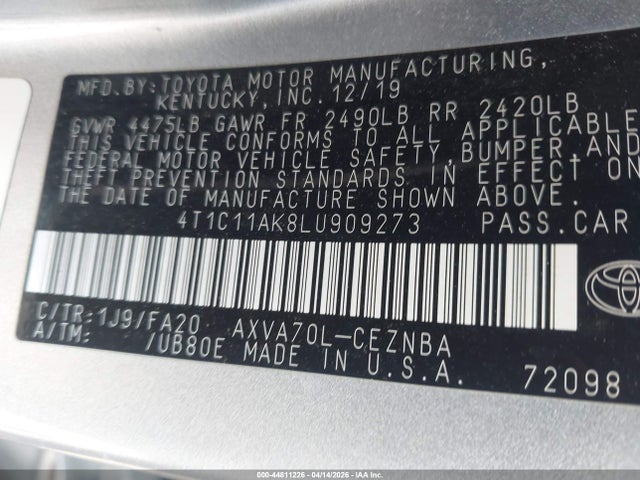 MFD.BY:TOYOTA MOTOR MANUFACTURING,
KENTUCKY,INC.12/19
GVWR 4475LB GAWR FR 2490LB RR 2420LB
THIS VEHICLE CONFORMS TO ALL APPLICABLE
FEDERAL MOTOR VEHICLE SAFETY,BUMPER AND
THEFT PREVENTION STANDARDS IN EFFECT ON
THE DATE OF MANUFACTURE SHOWN ABOVE.
4T1C11AK8LU909273 PASS.CAR
C/TR:1J9/FA20 AXVA70L-CEZNBA
A/TM: /UB80E MADE IN U.S.A. 72098
000-44811226 - 04/14/2026 - IAA Inc.